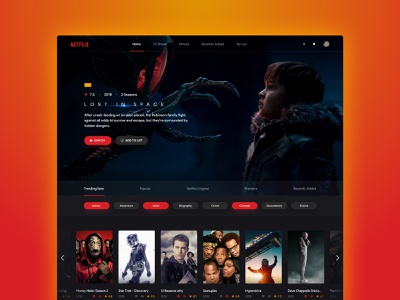 NETFLIX
Home TV Shows Movies Recently Added My List
7.5 2018 2 Seasons
LOST IN SPACE
After crash-landing on an alien planet, the Robinson family fight
against all odds to survive and escape, but they're surrounded by
hidden dangers.
WATCH ADD TO LIST
Trending Now Popular Netflix Original Premiere Recently Added
Action Adventure Biography Crime Comedy Documentary Drama
Money Heist: Season 2 Star Trek - Discovery 13 Reasons why Swiped Hyperdrive Dave Chappelle: Sticks